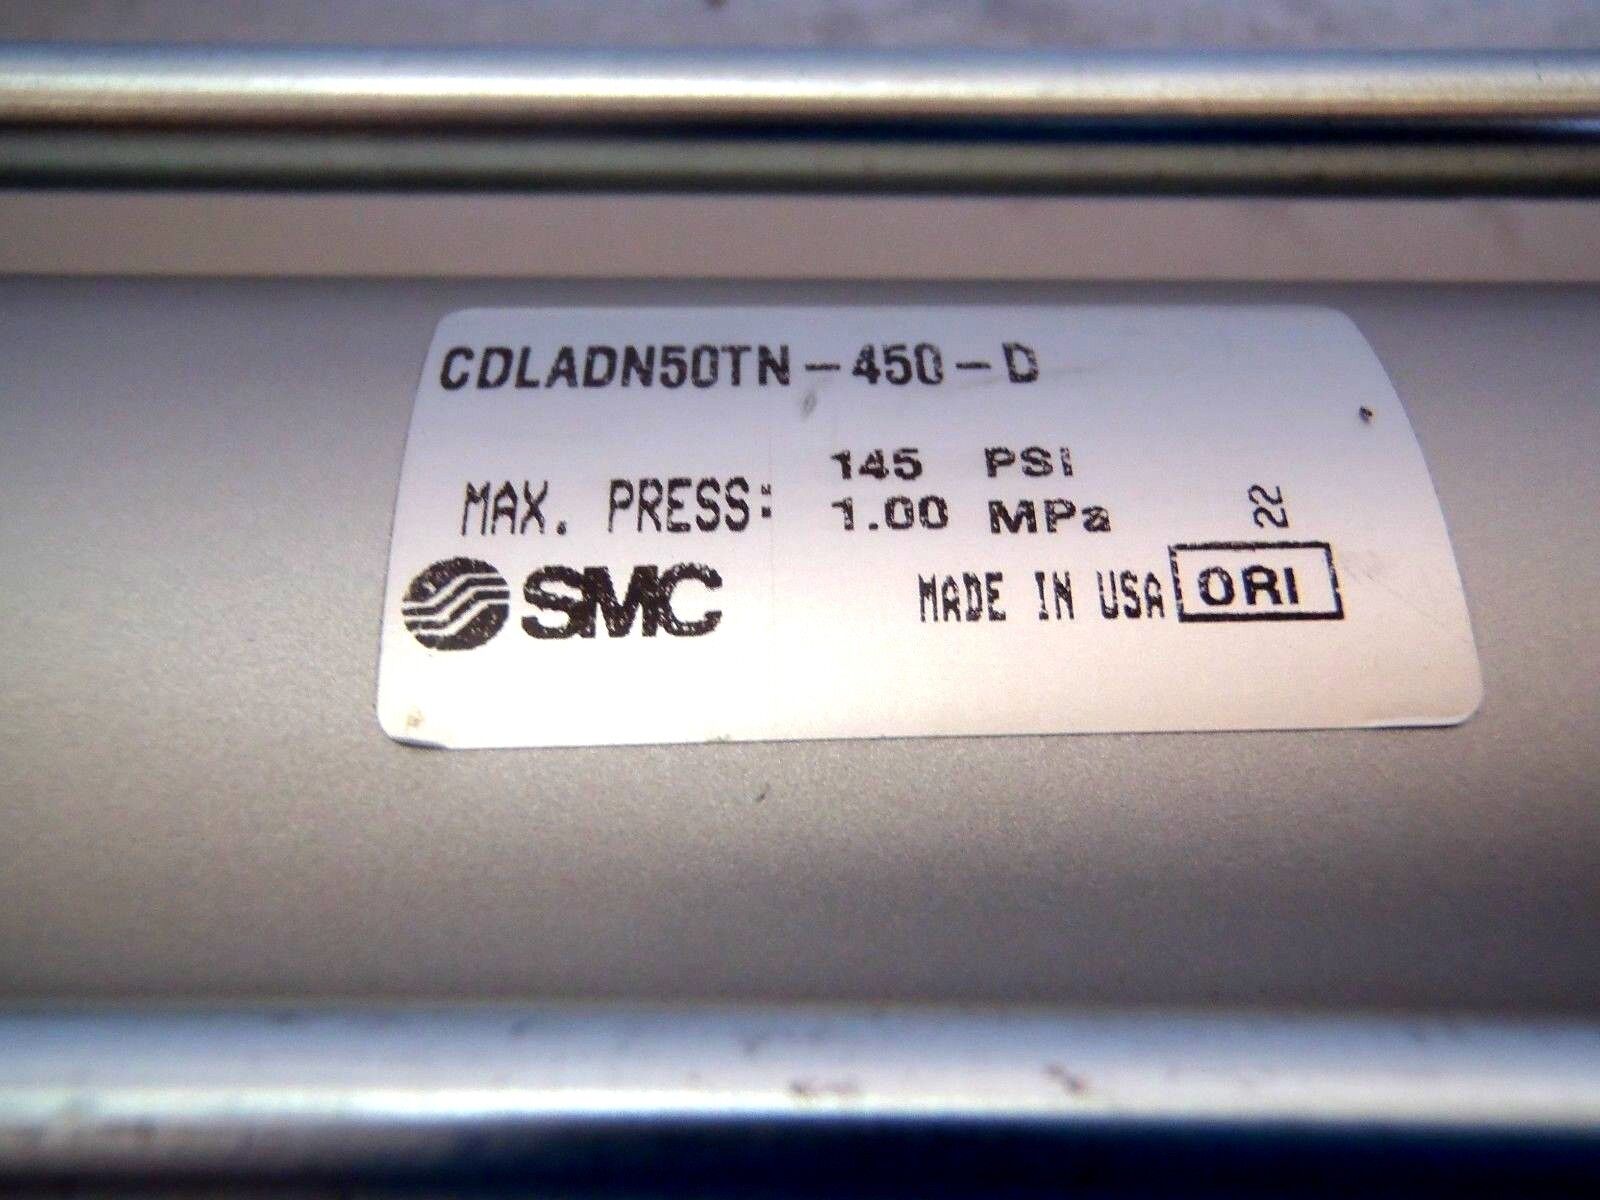 CDLADN50TN-450-D
MAX. PRESS: 145 PSI
1.00 MPa
22
SMC
MADE IN USA ORI